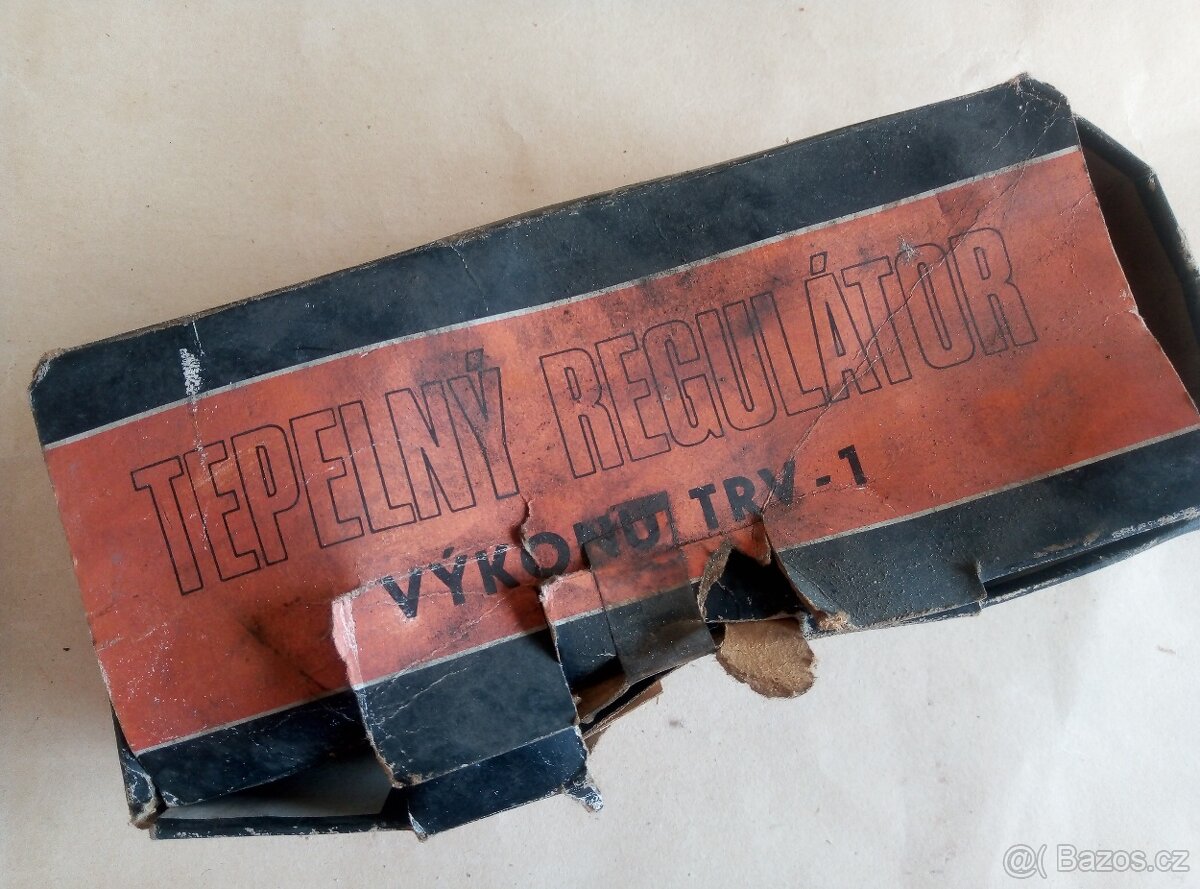 TEPELNÝ REGULÁTOR
VÝKONU TRV-1
@( Bazos.cz